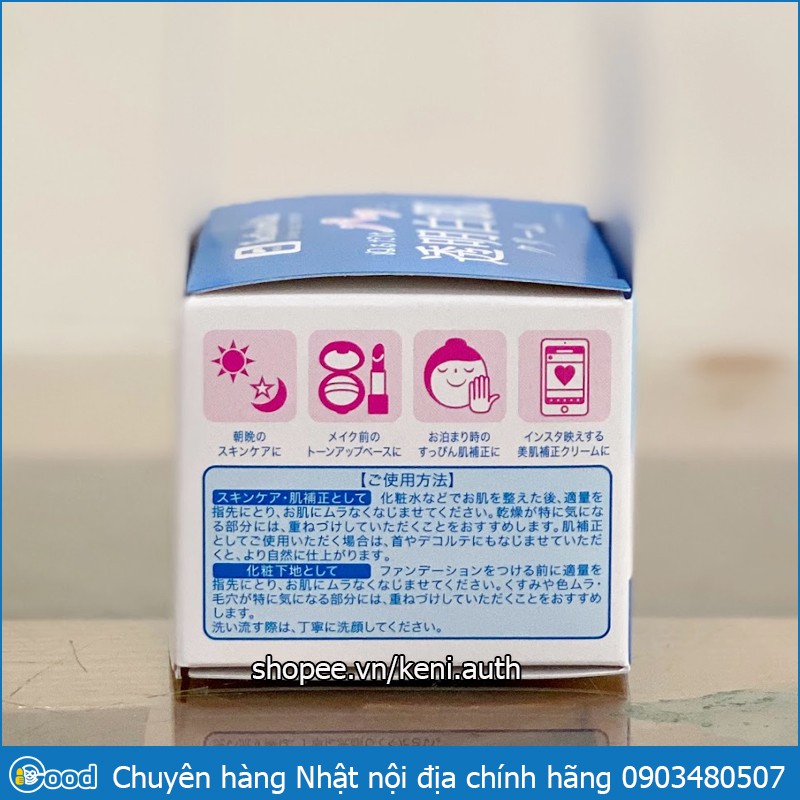 透明白肌
朝晩の
スキンケアに
メイク前の
トーンアップベースに
お泊まり時の
すっぴん肌補正に
インスタ映えする
美肌補正クリームに
【ご使用方法】
スキンケア・肌補正として 化粧水などでお肌を整えた後、適量を
指先にとり、お肌にムラなくなじませてください。乾燥が特に気にな
る部分には、重ねづけしていただくことをおすすめします。肌補正
としてご使用いただく場合は、首やデコルテにもなじませていただ
くと、より自然に仕上がります。
化粧下地として ファンデーションをつける前に適量を
指先にとり、お肌にムラなくなじませてください。くすみや色ムラ・
毛穴が特に気になる部分には、重ねづけしていただくことをおすすめ
します。
洗い流す際は、丁寧に洗顔してください。
shopee.vn/keni.auth
Good Chuyên hàng Nhật nội địa chính hãng 0903480507